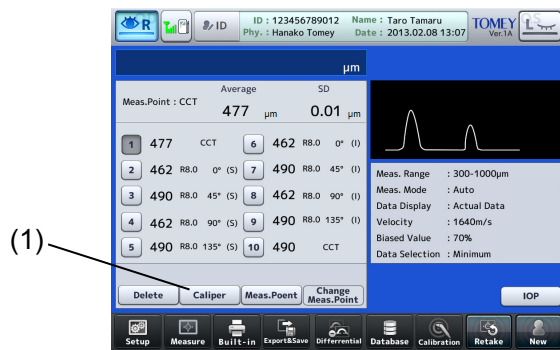 R ID ID : 123456789012 Name : Taro Tamaru TOMEY L
Phy. : Hanako Tomey Date : 2013.02.08 13:07 Ver.1A
µm
Average SD
Meas.Point : CCT 477 µm 0.01 µm
1 477 CCT 6 462 R8.0 0° (I)
2 462 R8.0 0° (S) 7 490 R8.0 45° (I)
3 490 R8.0 45° (S) 8 462 R8.0 90° (I)
4 462 R8.0 90° (S) 9 490 R8.0 135° (I)
5 490 R8.0 135° (S) 10 490 CCT
Meas. Range : 300-1000µm
Meas. Mode : Auto
Data Display : Actual Data
Velocity : 1640m/s
Biased Value : 70%
Data Selection : Minimum
(1)
Delete Caliper Meas.Poent Change Meas.Point IOP
Setup Measure Built-in Export&Save Differrential Database Calibration Retake New